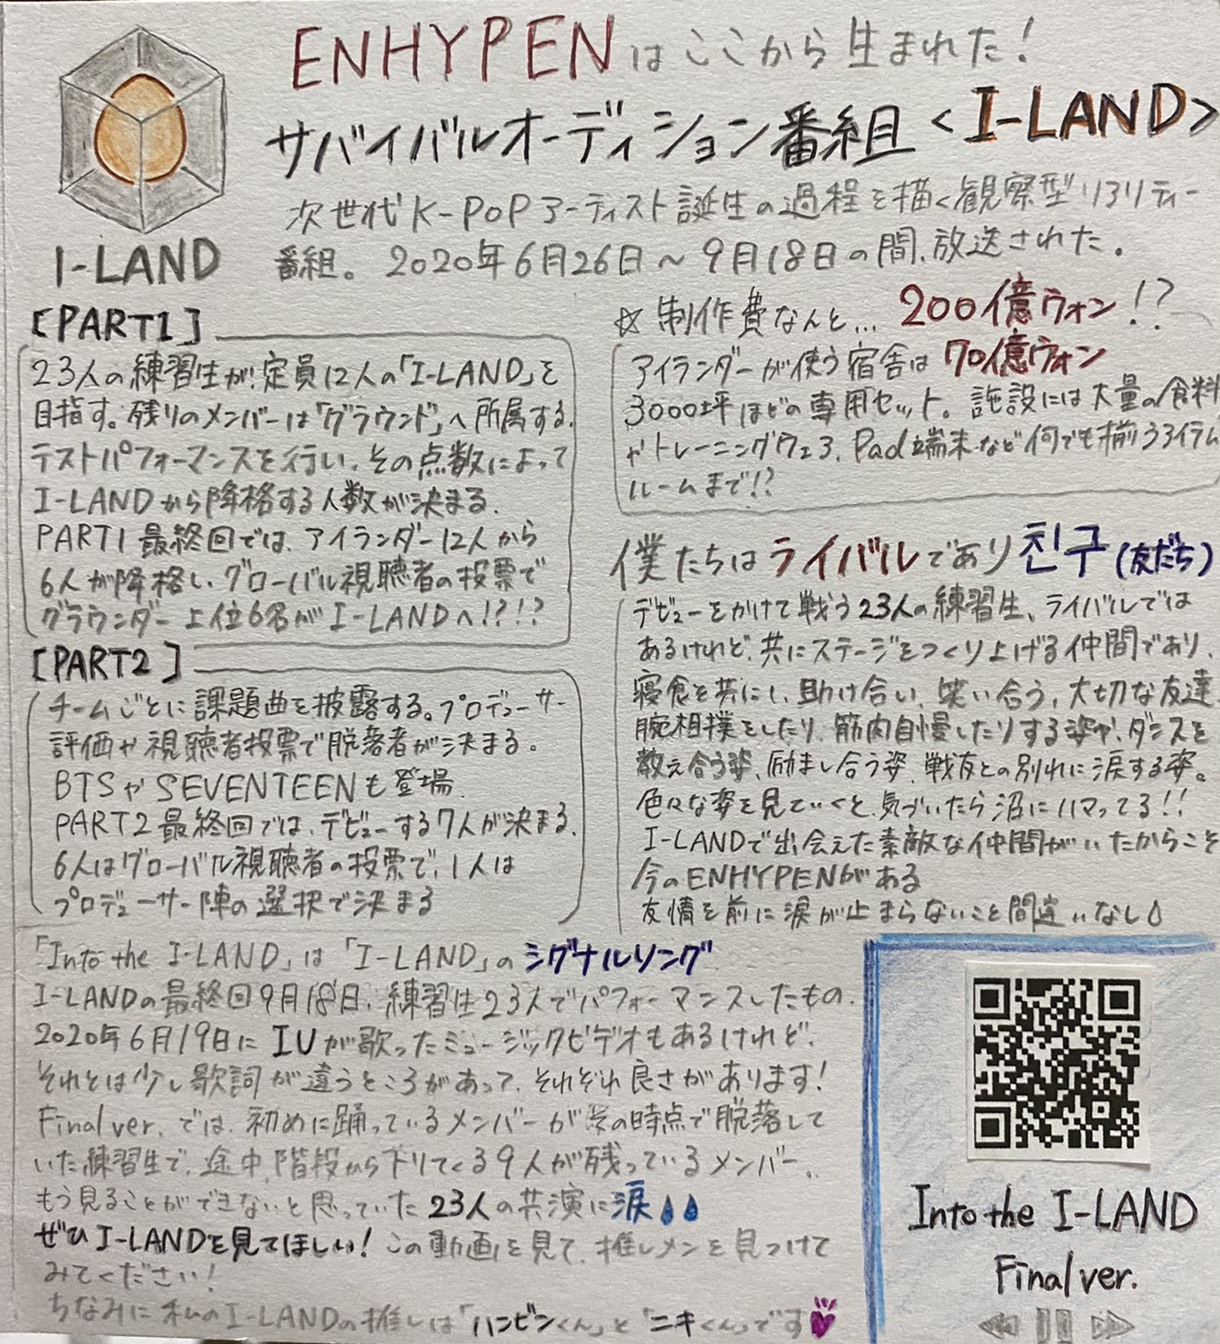 ENHYPENはここから生まれた!
サバイバルオーディション番組<I-LAND>
次世代K-POPアーティスト誕生の過程を描く観察型リアリティー
番組。2020年6月26日～9月18日の間、放送された。
I-LAND
[PART1]
23人の練習生が、定員12人の「I-LAND」を
目指す。残りのメンバーは「グラウンド」へ所属する。
テストパフォーマンスを行い、その点数によって
I-LANDから降格する人数が決まる。
PART1最終回では、アイランダー12人から
6人が降格し、グローバル視聴者の投票で
グラウンダー上位6名がI-LANDへ!?!?
[PART2]
チームごとに課題曲を披露する。プロデューサー
評価や視聴者投票で脱落者が決まる。
BTSやSEVENTEENも登場。
PART2最終回では、デビューする7人が決まる。
6人はグローバル視聴者の投票で、1人は
プロデューサー陣の選択で決まる
☆制作費なんと... 200億ウォン!?
アイランダーが使う宿舎は70億ウォン
3000坪ほどの専用セット。施設には大量の食料
やトレーニングウェア、Pad端末など何でも揃うアイテム
ルームまで!?
僕たちはライバルであり친구(友だち)
デビューをかけて戦う23人の練習生、ライバルでは
あるけれど、共にステージをつくり上げる仲間であり、
寝食を共にし、助け合い、笑い合う、大切な友達。
腕相撲をしたり、筋肉自慢したりする姿や、ダンスを
教え合う姿、励まし合う姿、戦友との別れに涙する姿。
色々な姿を見ていくと、気づいたら沼にハマってる!!
I-LANDで出会えた素敵な仲間がいたからこそ
今のENHYPENがある
友情を前に涙が止まらないこと間違いなし
「Into the I-LAND」は「I-LAND」のシグナルソング
I-LANDの最終回9月18日、練習生23人でパフォーマンスしたもの。
2020年6月19日にIUが歌ったミュージックビデオもあるけれど、
それとは少し歌詞が違うところがあって、それぞれ良さがあります!
Final ver. では、初めに踊っているメンバーがその時点で脱落して
いた練習生で、途中、階段から下りてくる9人が残っているメンバー。
もう見ることができないと思っていた23人の共演に涙
ぜひI-LANDを見てほしい! この動画を見て、推しメンを見つけて
みてください!
ちなみに私のI-LANDの推しは「ハンビンくん」と「ニキくん」です
Into the I-LAND
Final ver.